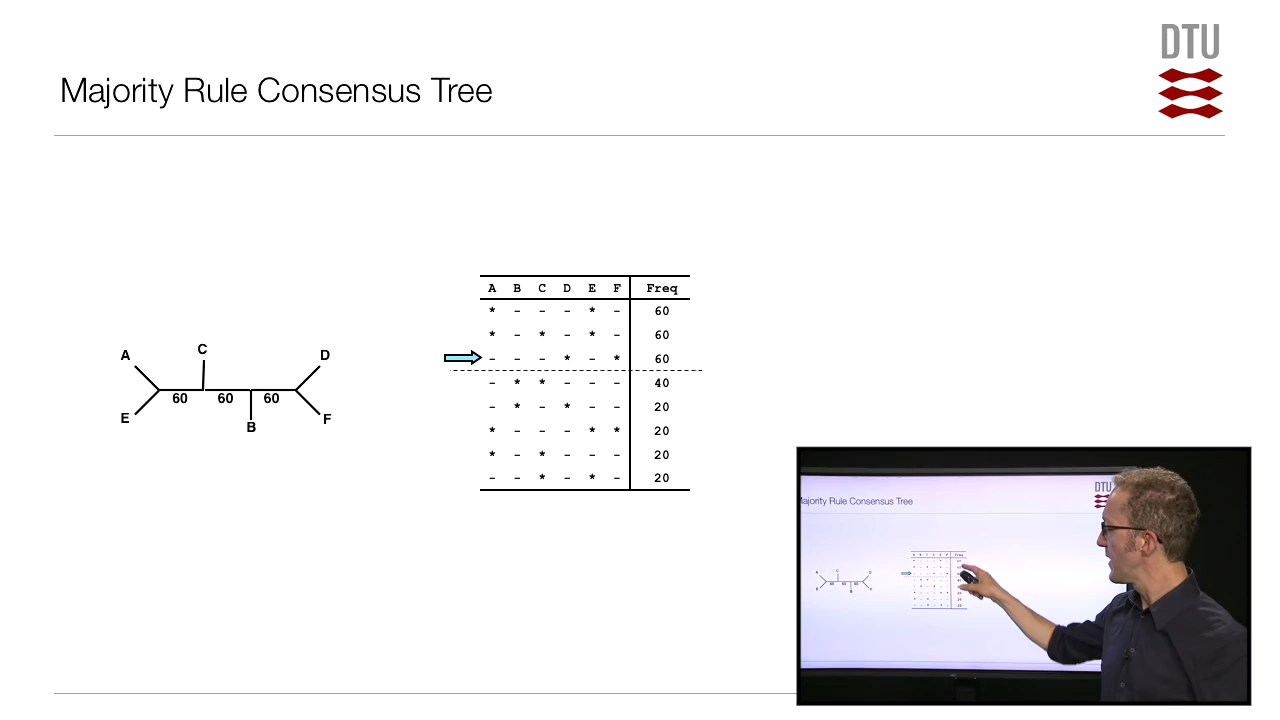 DTU
Majority Rule Consensus Tree
A B C D E F Freq
* - - - * - 60
* - * - * - 60
- - - * - * 60
- * * - - - 40
- * - * - - 20
* - - - * * 20
* - * - - - 20
- - * - * - 20
A C D
60 60 60
E B F
DTU
Majority Rule Consensus Tree